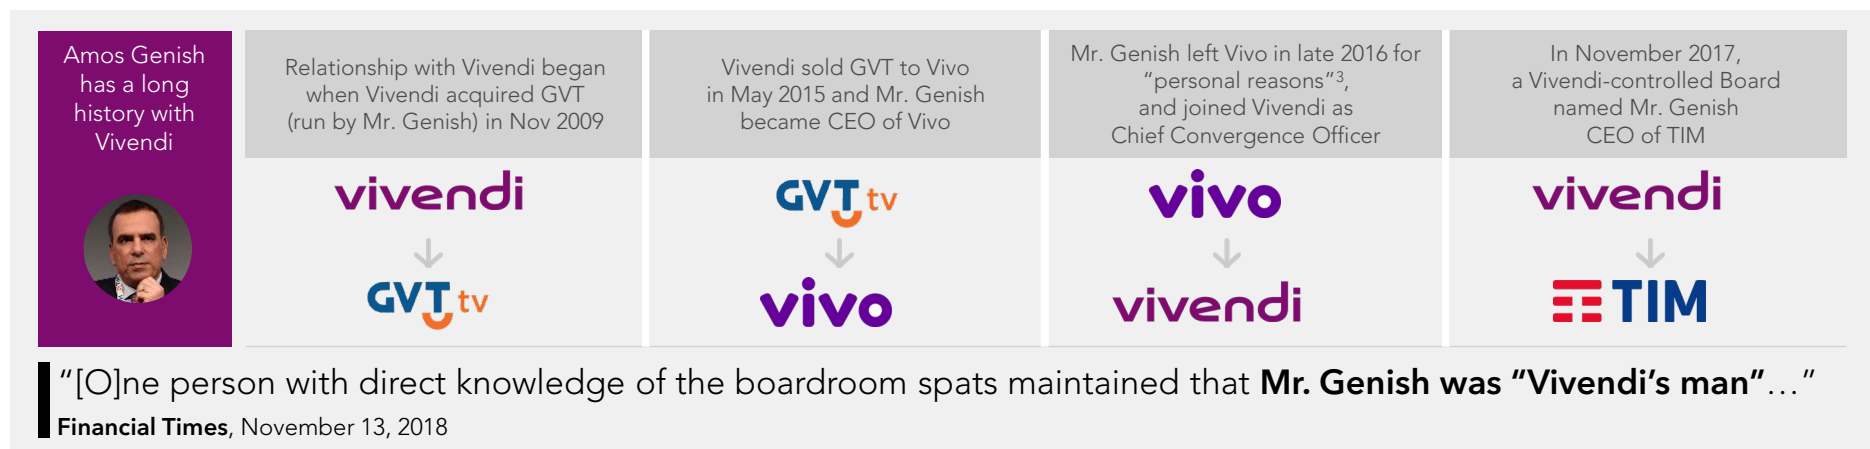 Amos Genish
has a long
history with
Vivendi
Relationship with Vivendi began
when Vivendi acquired GVT
(run by Mr. Genish) in Nov 2009
vivendi
GVT tv
Vivendi sold GVT to Vivo
in May 2015 and Mr. Genish
became CEO of Vivo
GVT tv
vivo
Mr. Genish left Vivo in late 2016 for
“personal reasons”³,
and joined Vivendi as
Chief Convergence Officer
vivo
vivendi
In November 2017,
a Vivendi-controlled Board
named Mr. Genish
CEO of TIM
vivendi
TIM
“[O]ne person with direct knowledge of the boardroom spats maintained that Mr. Genish was “Vivendi’s man”…”
Financial Times, November 13, 2018